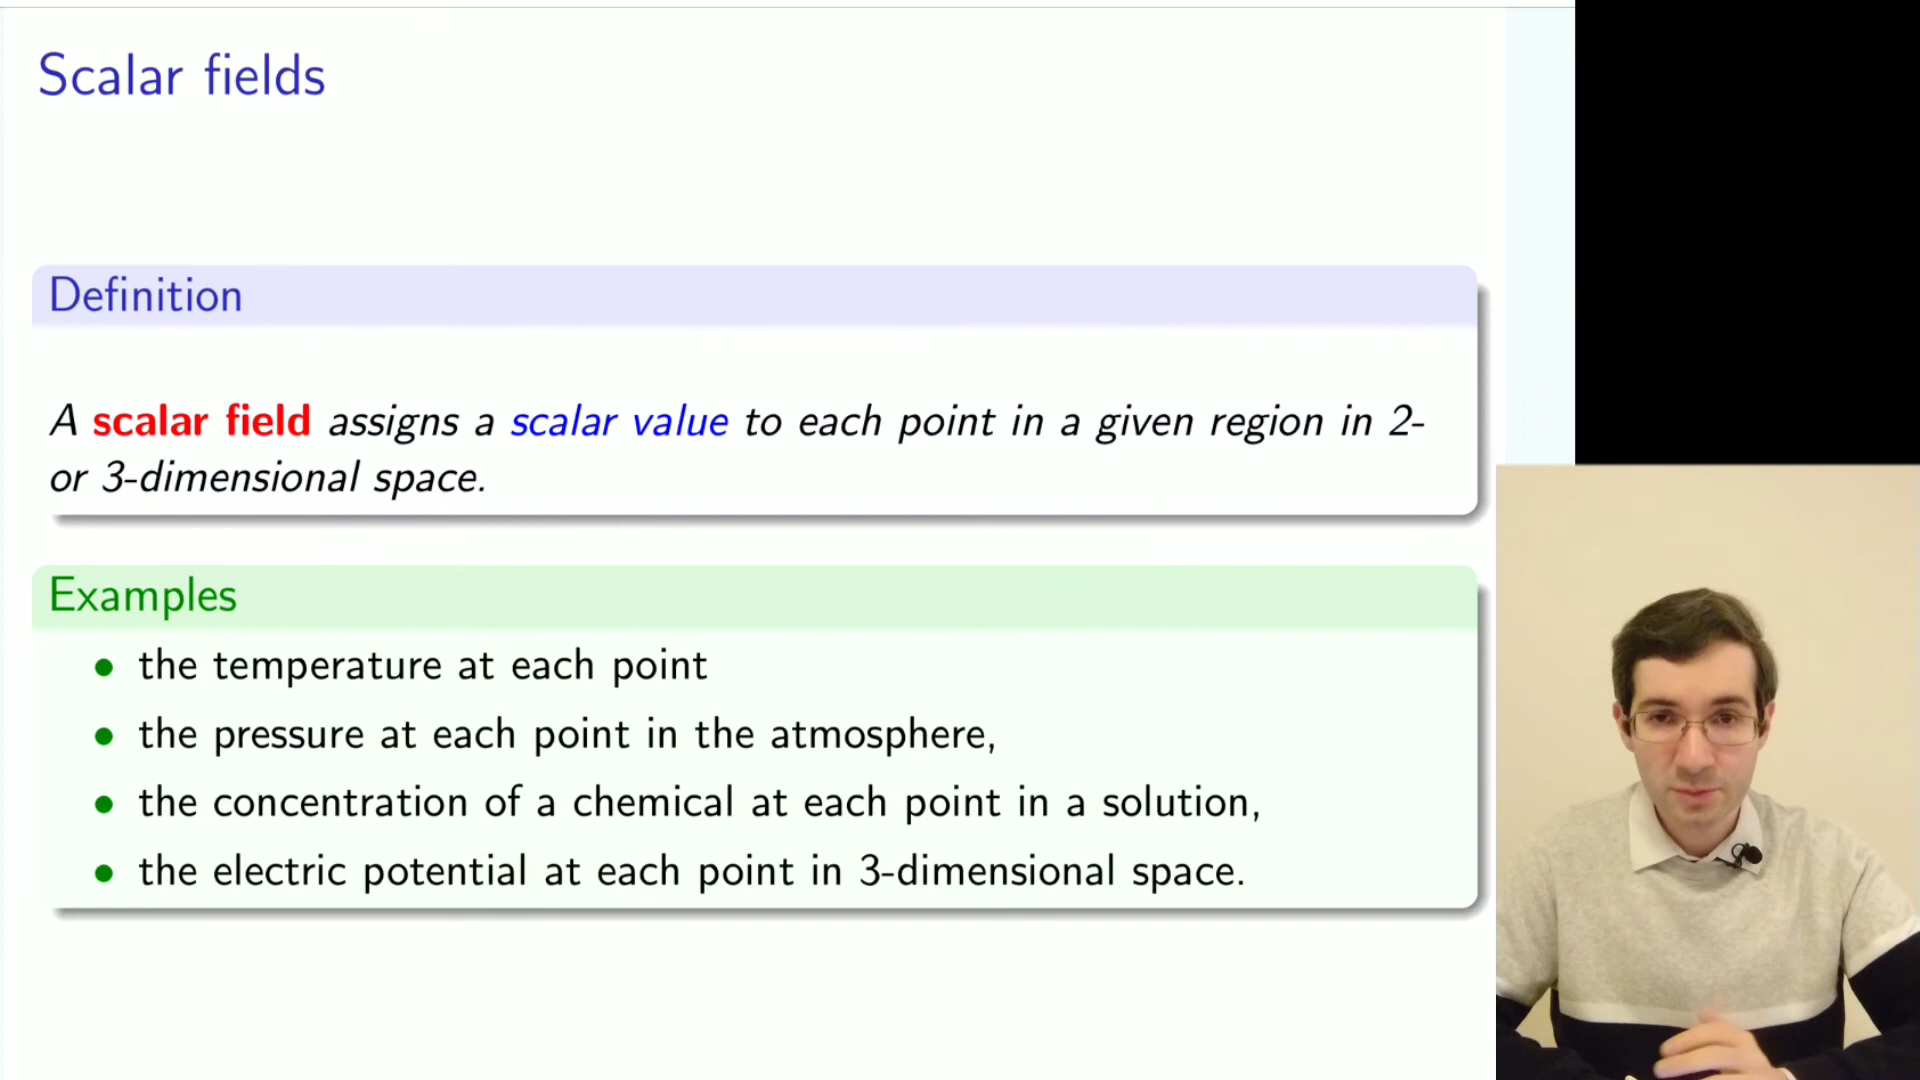 Scalar fields
Definition
A scalar field assigns a scalar value to each point in a given region in 2-
or 3-dimensional space.
Examples
• the temperature at each point
• the pressure at each point in the atmosphere,
• the concentration of a chemical at each point in a solution,
• the electric potential at each point in 3-dimensional space.